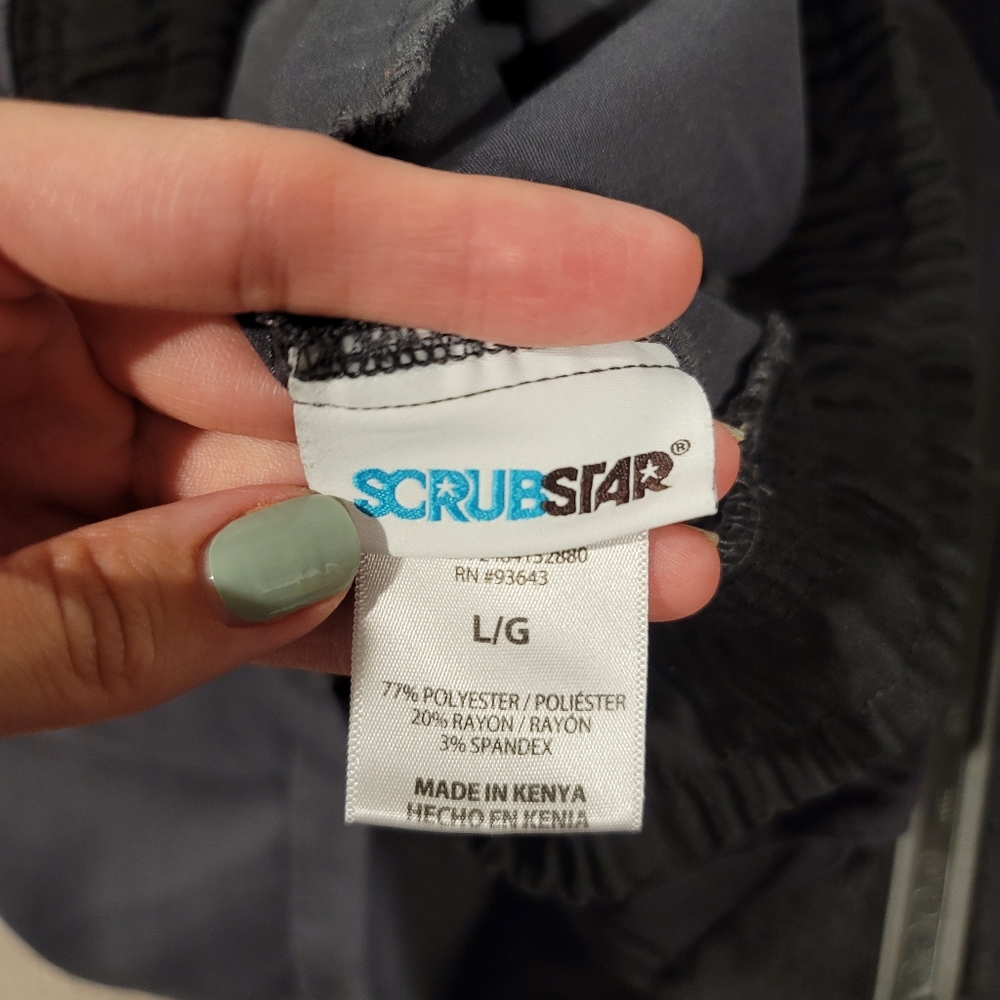 SCRUBSTAR®
RN #93643
L/G
77% POLYESTER / POLIÉSTER
20% RAYON / RAYÓN
3% SPANDEX
MADE IN KENYA
HECHO EN KENIA